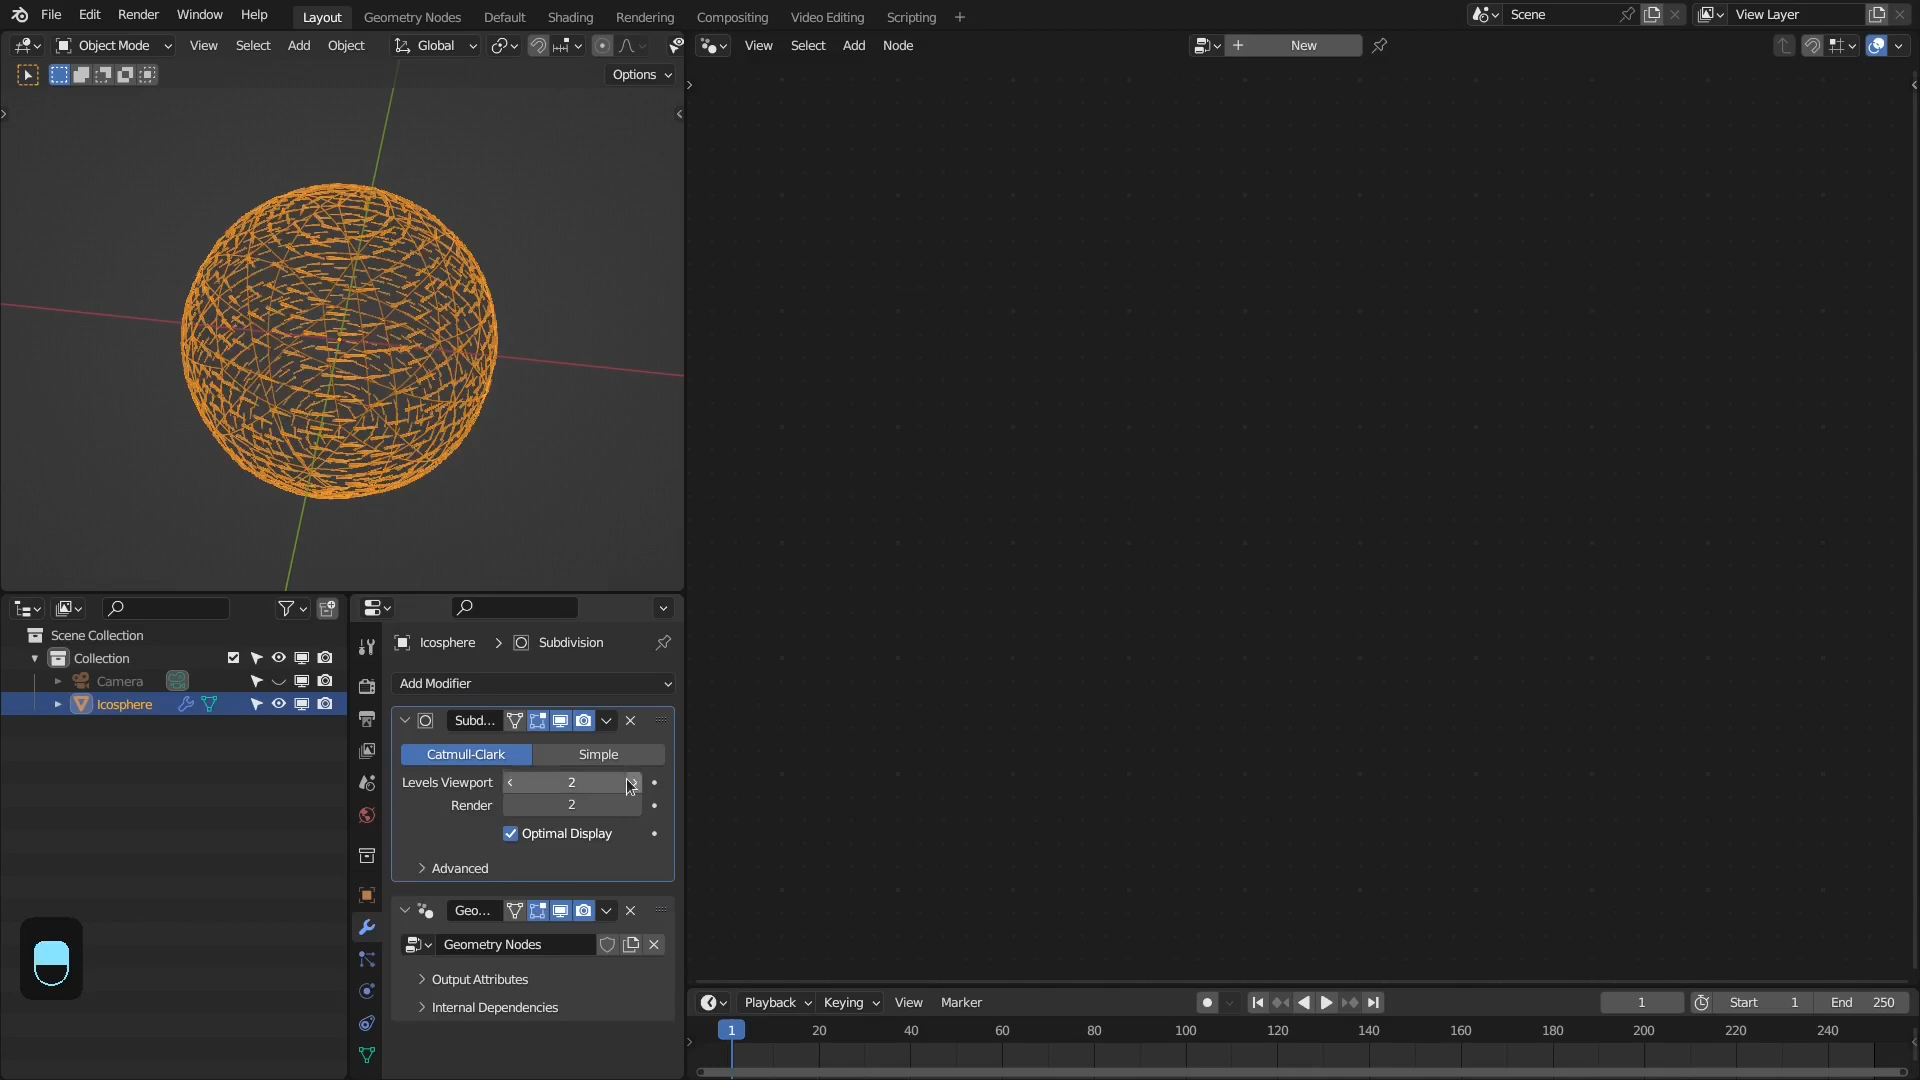 File Edit Render Window Help Layout Geometry Nodes Default Shading Rendering Compositing Video Editing Scripting + Scene View Layer
Object Mode View Select Add Object Global View Select Add Node + New
Options
Scene Collection
Collection
Camera
Icosphere
Icosphere > Subdivision
Add Modifier
Subd...
Catmull-Clark Simple
Levels Viewport 2
Render 2
Optimal Display
Advanced
Geo...
Geometry Nodes
Output Attributes
Internal Dependencies
Playback Keying View Marker 1 Start 1 End 250
1 20 40 60 80 100 120 140 160 180 200 220 240